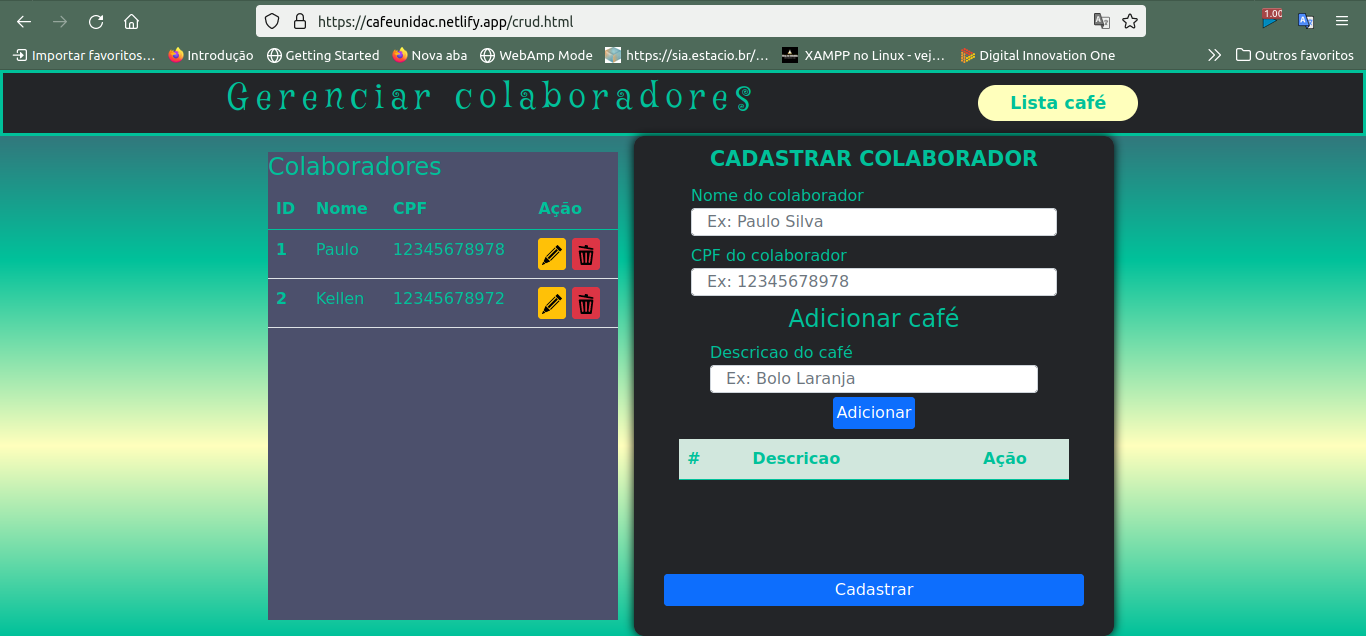 https://cafeunidac.netlify.app/crud.html
1.00
Importar favoritos… Introdução Getting Started Nova aba WebAmp Mode https://sia.estacio.br/… XAMPP no Linux - vej… Digital Innovation One Outros favoritos
Gerenciar colaboradores
Lista café
Colaboradores
ID Nome CPF Ação
1 Paulo 12345678978
2 Kellen 12345678972
CADASTRAR COLABORADOR
Nome do colaborador
Ex: Paulo Silva
CPF do colaborador
Ex: 12345678978
Adicionar café
Descricao do café
Ex: Bolo Laranja
Adicionar
# Descricao Ação
Cadastrar